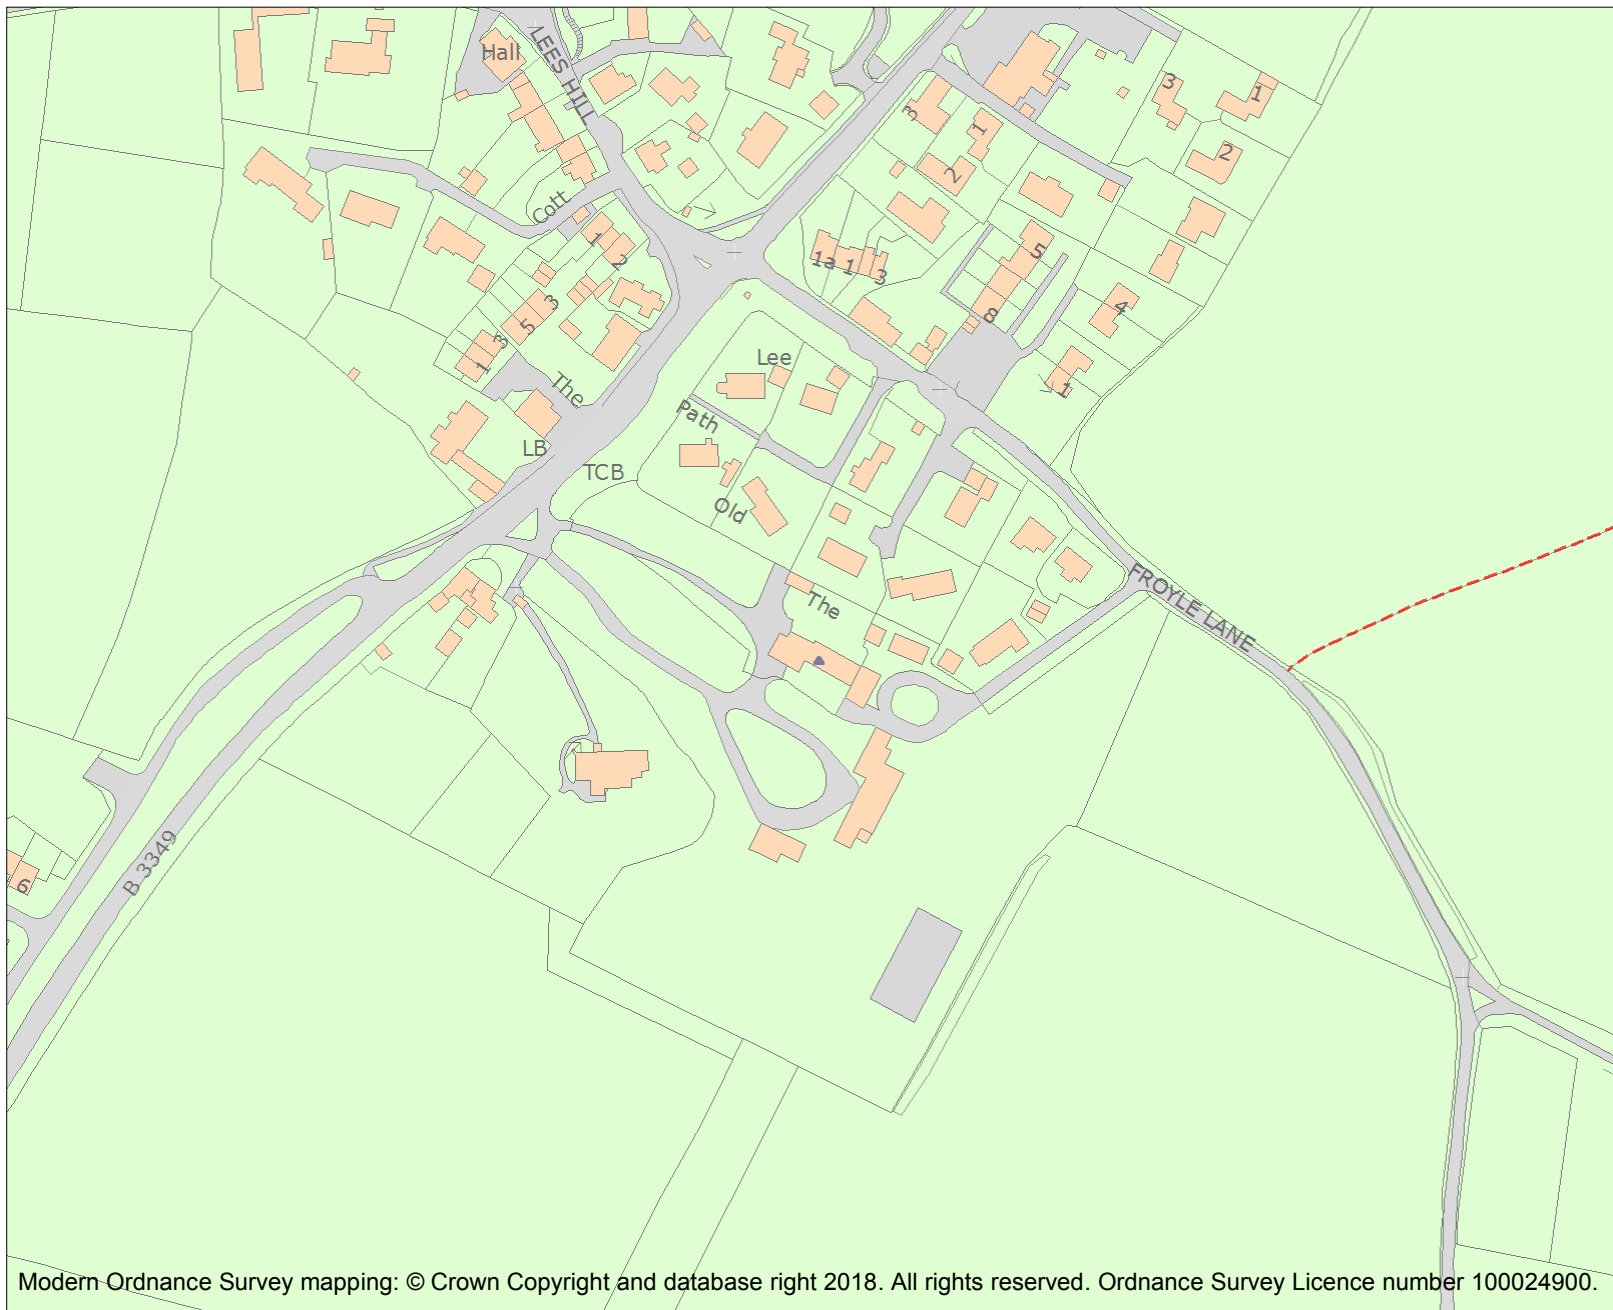 Hall
LEES HILL
3
1
2
3
1
2
Cott
1
2
1a 1 3
5
8
4
1
3
5
3
1
The
Lee
Path
LB
TCB
Old
The
FROYLE LANE
B 3349
6
Modern Ordnance Survey mapping: © Crown Copyright and database right 2018. All rights reserved. Ordnance Survey Licence number 100024900.